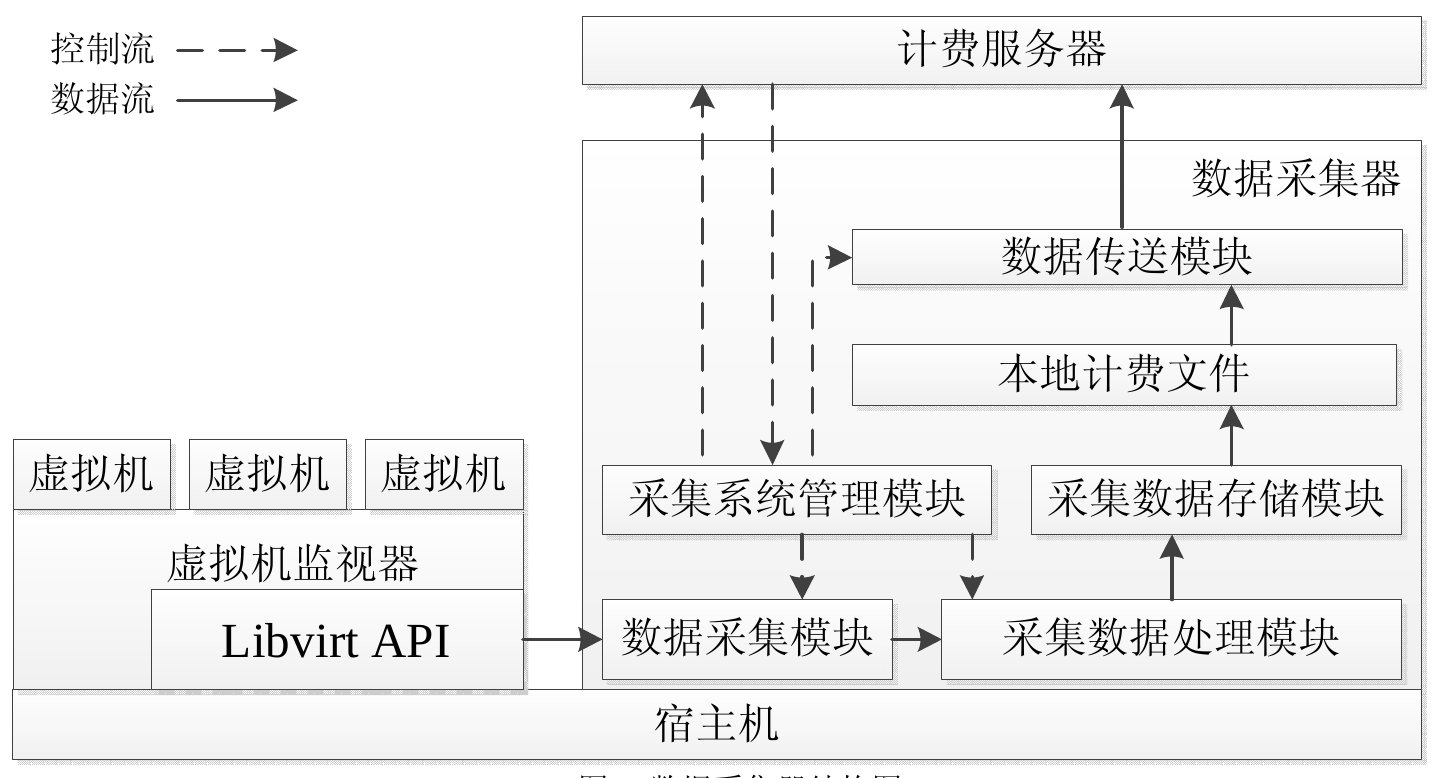 控制流
数据流
计费服务器
数据采集器
数据传送模块
本地计费文件
虚拟机 虚拟机 虚拟机
采集系统管理模块
采集数据存储模块
虚拟机监视器
Libvirt API
数据采集模块
采集数据处理模块
宿主机